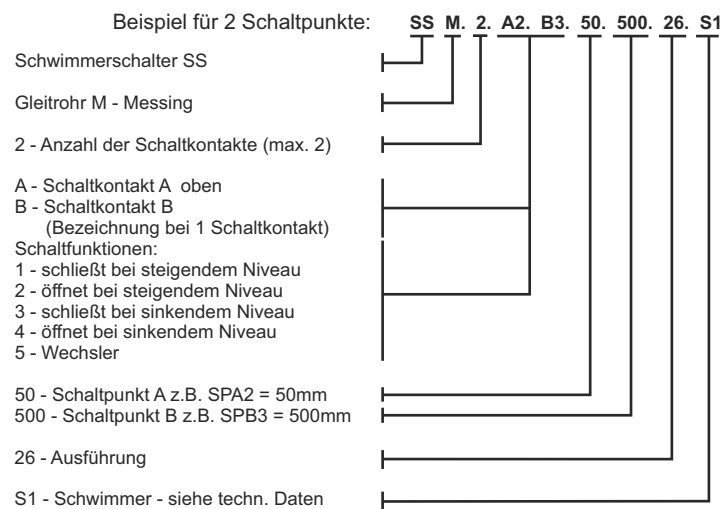 Beispiel für 2 Schaltpunkte: SS M. 2. A2. B3. 50. 500. 26. S1
Schwimmerschalter SS
Gleitrohr M - Messing
2 - Anzahl der Schaltkontakte (max. 2)
A - Schaltkontakt A oben
B - Schaltkontakt B
(Bezeichnung bei 1 Schaltkontakt)
Schaltfunktionen:
1 - schließt bei steigendem Niveau
2 - öffnet bei steigendem Niveau
3 - schließt bei sinkendem Niveau
4 - öffnet bei sinkendem Niveau
5 - Wechsler
50 - Schaltpunkt A z.B. SPA2 = 50mm
500 - Schaltpunkt B z.B. SPB3 = 500mm
26 - Ausführung
S1 - Schwimmer - siehe techn. Daten